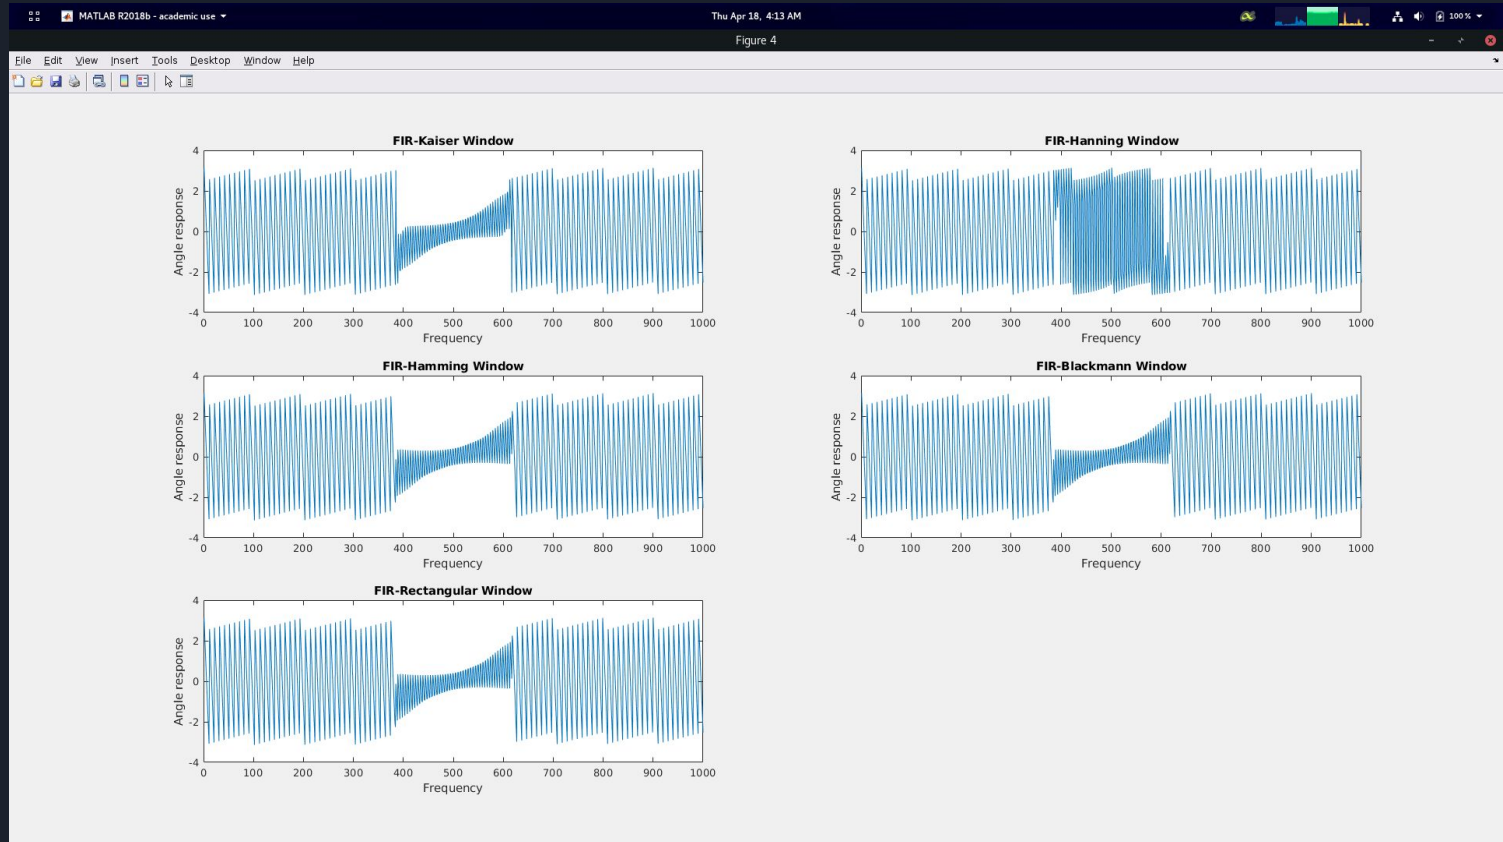 MATLAB R2018b - academic use
Thu Apr 18, 4:13 AM
100 %
Figure 4
File Edit View Insert Tools Desktop Window Help
FIR-Kaiser Window
4
2
0
-2
-4
Angle response
0 100 200 300 400 500 600 700 800 900 1000
Frequency
FIR-Hanning Window
4
2
0
-2
-4
Angle response
0 100 200 300 400 500 600 700 800 900 1000
Frequency
FIR-Hamming Window
4
2
0
-2
-4
Angle response
0 100 200 300 400 500 600 700 800 900 1000
Frequency
FIR-Blackmann Window
4
2
0
-2
-4
Angle response
0 100 200 300 400 500 600 700 800 900 1000
Frequency
FIR-Rectangular Window
4
2
0
-2
-4
Angle response
0 100 200 300 400 500 600 700 800 900 1000
Frequency